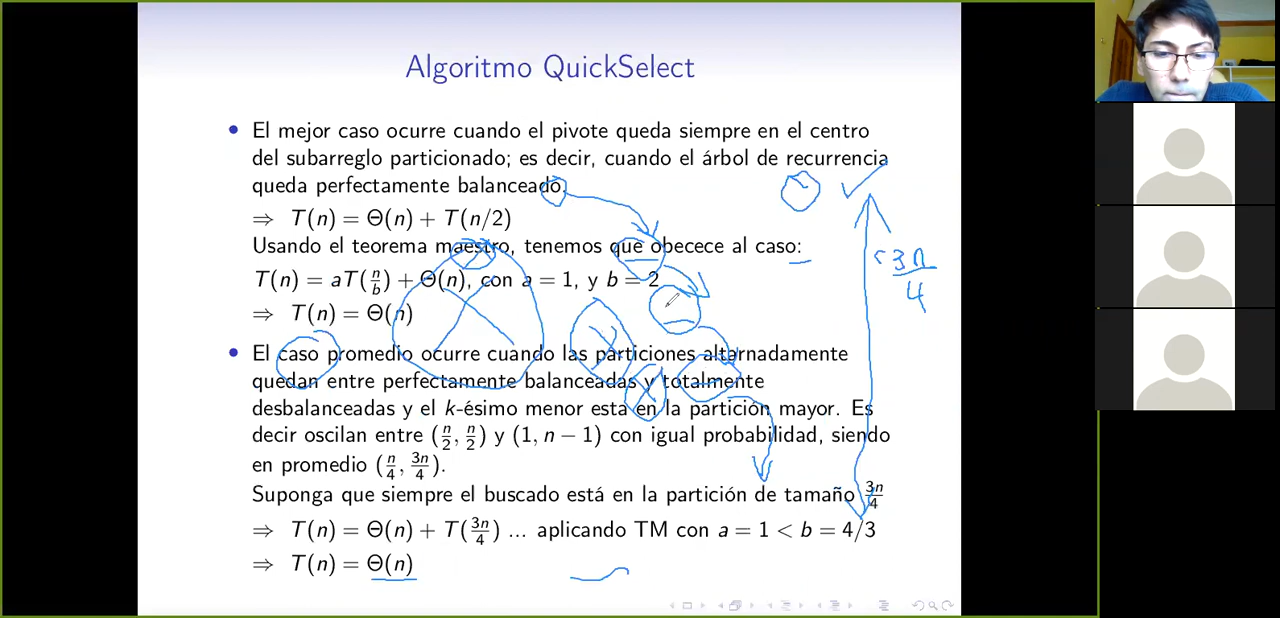 Algoritmo QuickSelect
• El mejor caso ocurre cuando el pivote queda siempre en el centro
del subarreglo particionado; es decir, cuando el árbol de recurrencia
queda perfectamente balanceado.
⇒ T(n) = Θ(n) + T(n/2)
Usando el teorema maestro, tenemos que obecece al caso:
T(n) = aT(n/b) + Θ(n), con a = 1, y b = 2
⇒ T(n) = Θ(n)
• El caso promedio ocurre cuando las particiones alternadamente
quedan entre perfectamente balanceadas y totalmente
desbalanceadas y el k-ésimo menor esta en la partición mayor. Es
decir oscilan entre (n/2, n/2) y (1, n − 1) con igual probabilidad, siendo
en promedio (n/4, 3n/4).
Suponga que siempre el buscado está en la partición de tamaño 3n/4
⇒ T(n) = Θ(n) + T(3n/4) ... aplicando TM con a = 1 < b = 4/3
⇒ T(n) = Θ(n)
3n/4